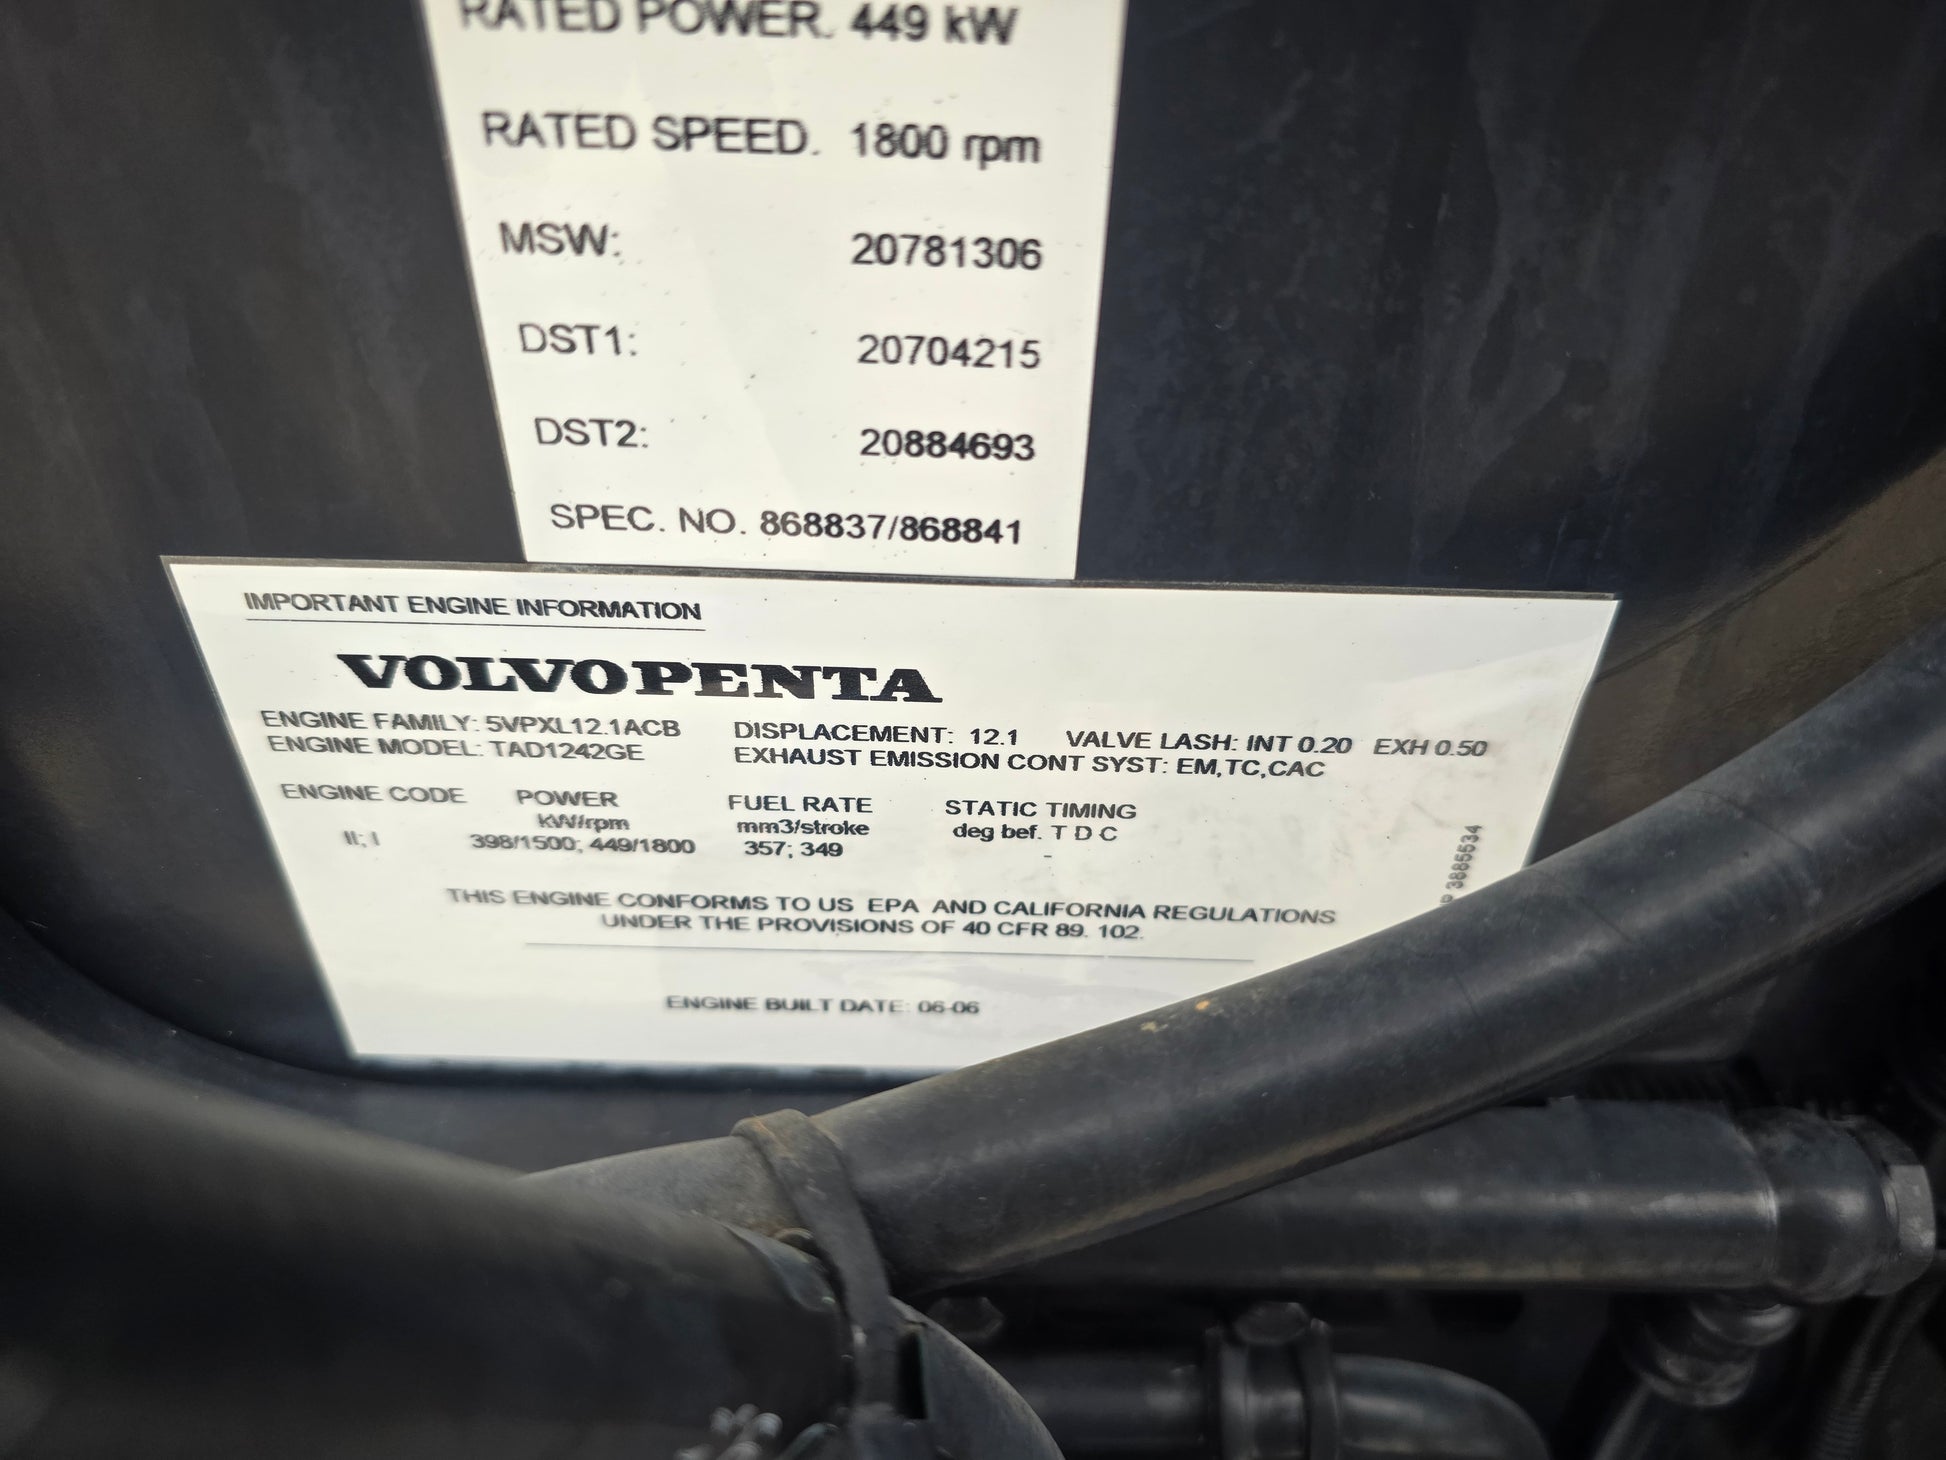 RATED POWER. 449 kW
RATED SPEED. 1800 rpm
MSW: 20781306
DST1: 20704215
DST2: 20884693
SPEC. NO. 868837/868841
IMPORTANT ENGINE INFORMATION
VOLVO PENTA
ENGINE FAMILY: 5VPXL12.1ACB DISPLACEMENT: 12.1 VALVE LASH: INT 0.20 EXH 0.50
ENGINE MODEL: TAD1242GE EXHAUST EMISSION CONT SYST: EM,TC,CAC
ENGINE CODE POWER FUEL RATE STATIC TIMING
kW/rpm mm3/stroke deg bef. T D C
II; I 398/1500; 449/1800 357; 349 -
THIS ENGINE CONFORMS TO US EPA AND CALIFORNIA REGULATIONS
UNDER THE PROVISIONS OF 40 CFR 89. 102.
ENGINE BUILT DATE: 06-06
3885534